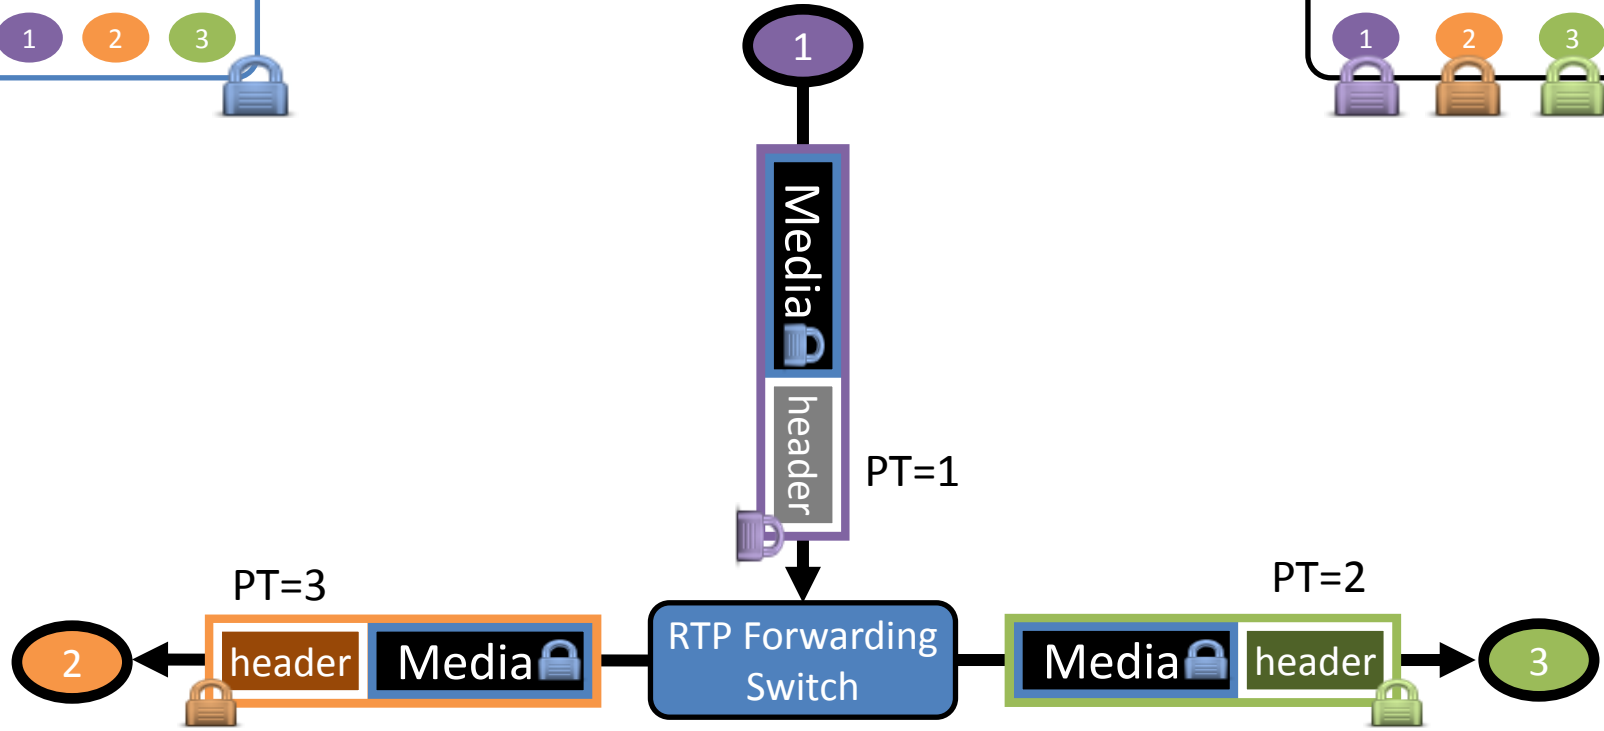 1 2 3
1
1 2 3
Media
header
PT=1
PT=3
PT=2
2
header
Media
RTP Forwarding
Switch
Media
header
3